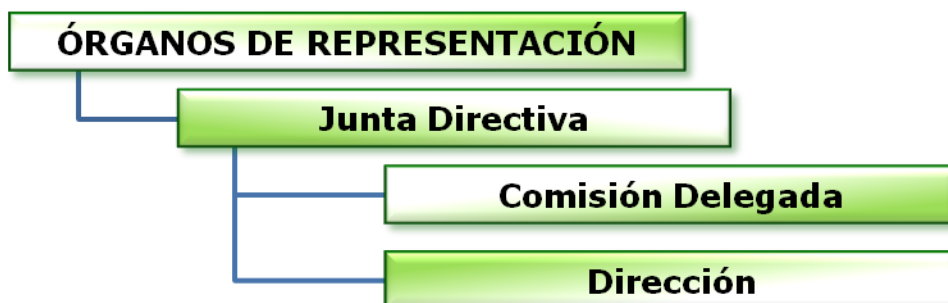 ÓRGANOS DE REPRESENTACIÓN
Junta Directiva
Comisión Delegada
Dirección